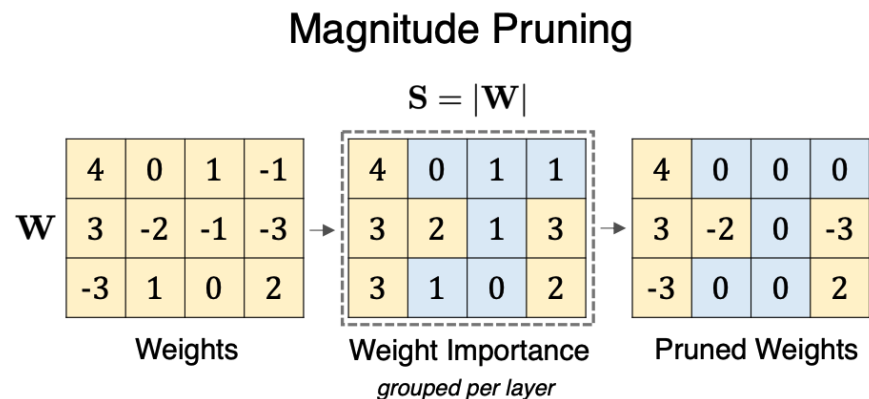 Magnitude Pruning
S = |W|
4 0 1 -1 4 0 1 1 4 0 0 0
W 3 -2 -1 -3 3 2 1 3 3 -2 0 -3
-3 1 0 2 3 1 0 2 -3 0 0 2
Weights Weight Importance Pruned Weights
grouped per layer